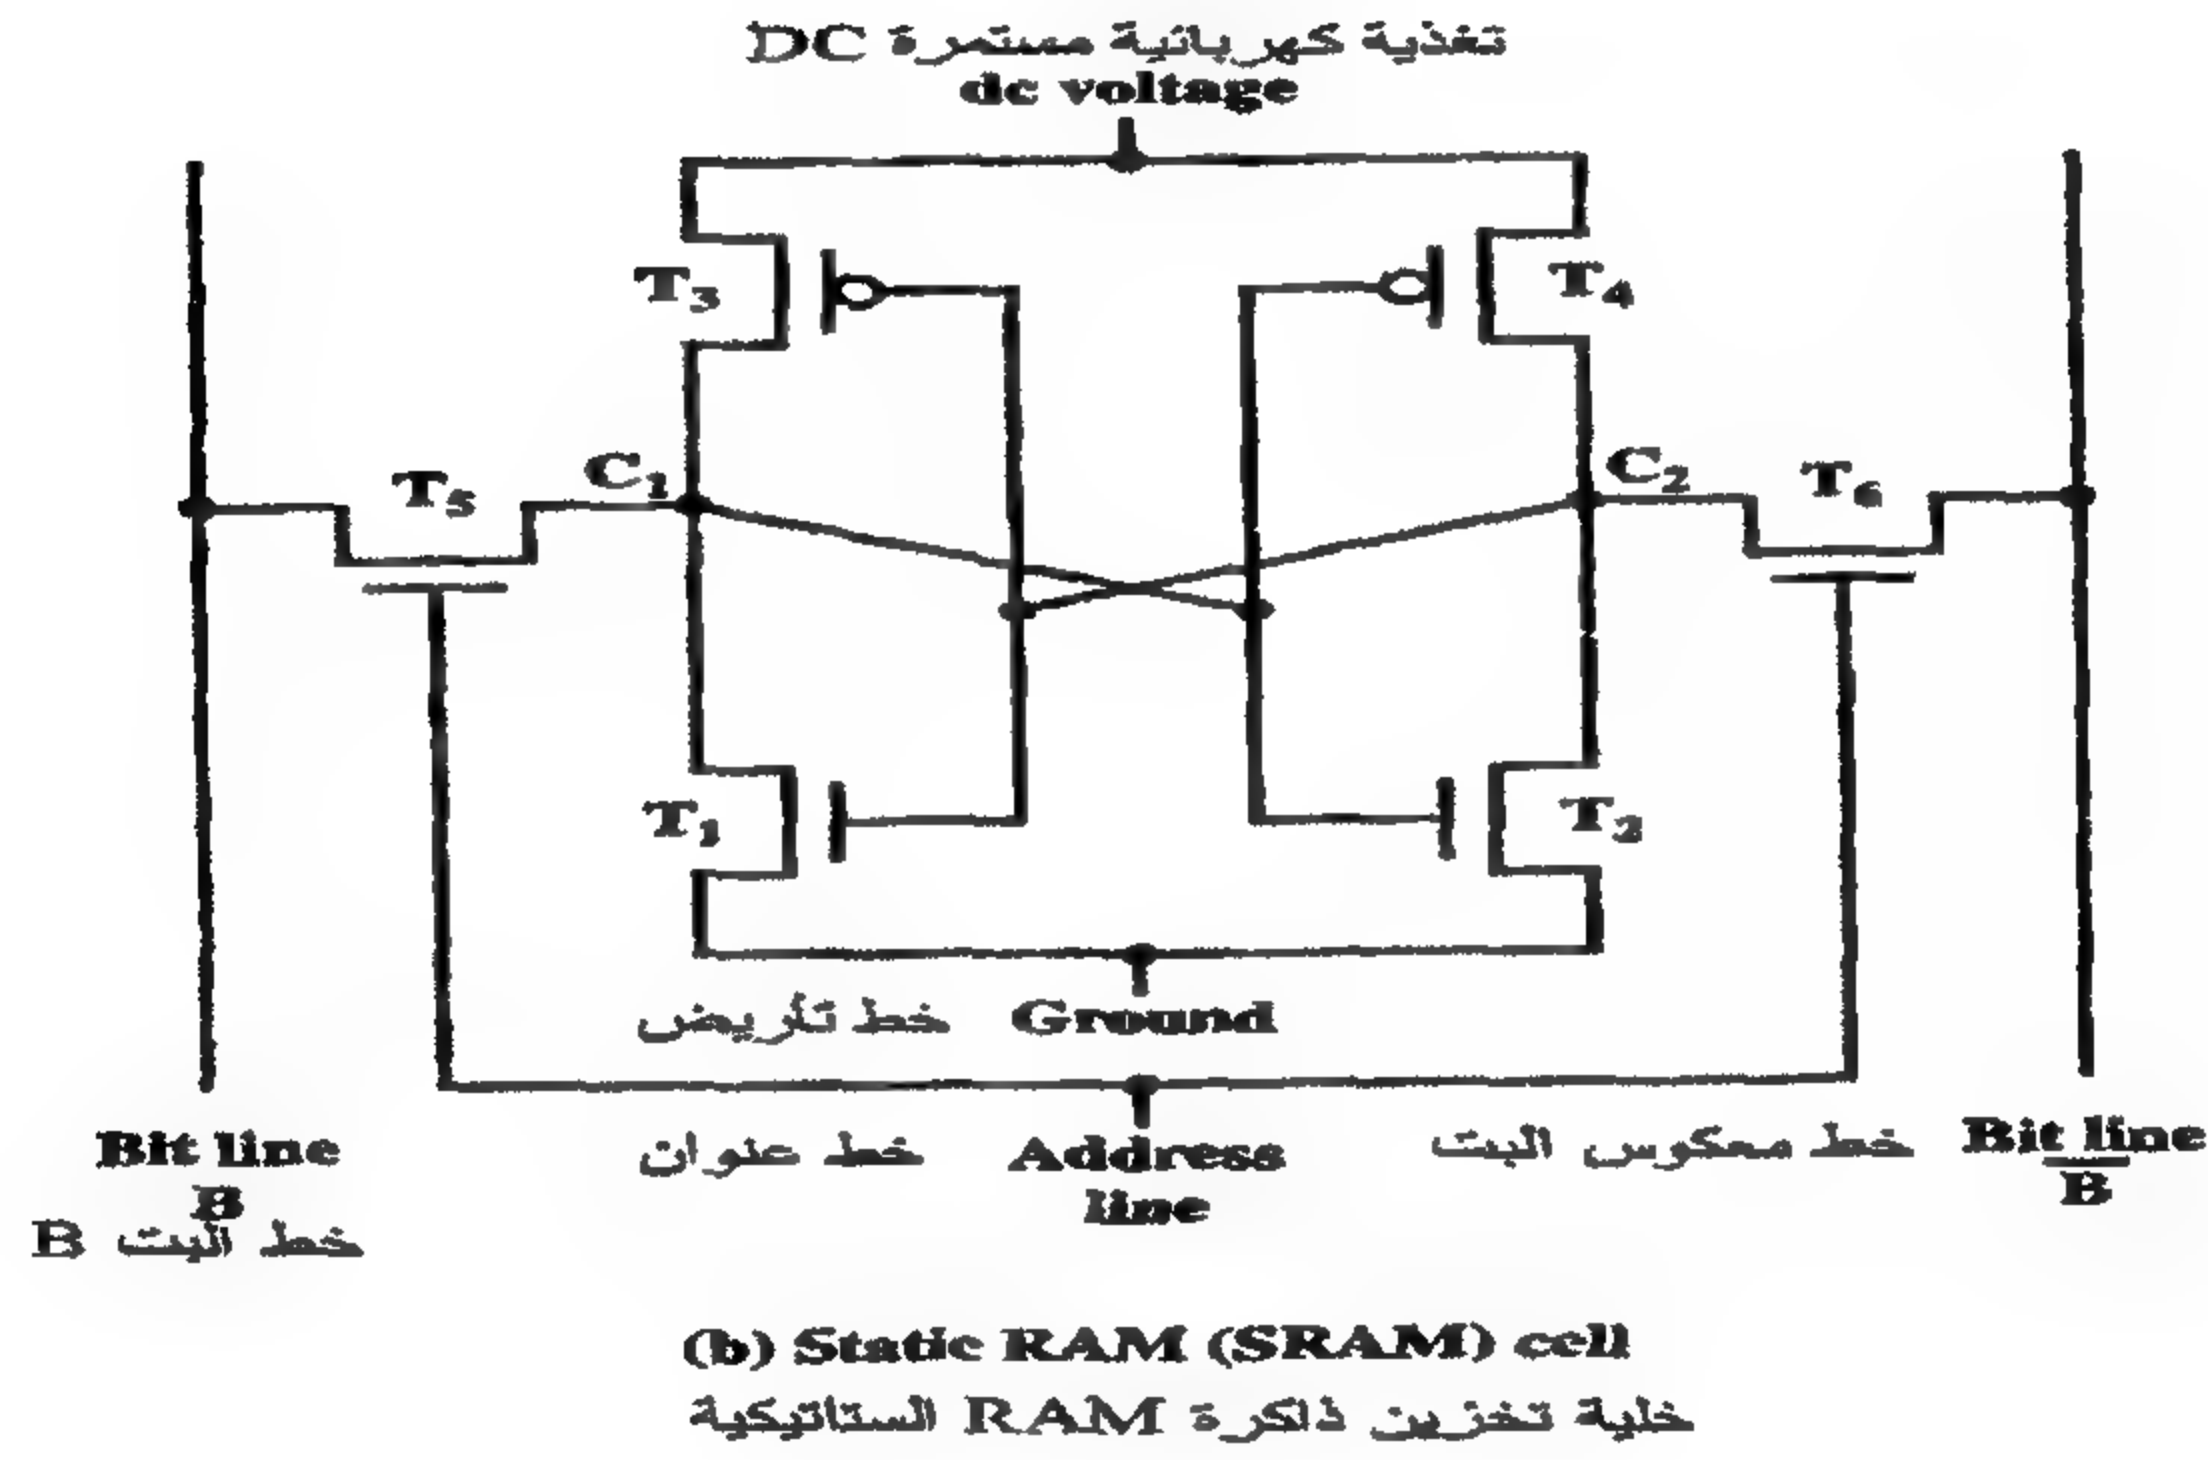 تغذية كهربائية مستمرة DC
dc voltage
T3
T4
C1
T5
C2
T6
T1
T2
خط تأريض Ground
Bit line
B
خط البت B
خط عنوان Address
line
خط معكوس البت
Bit line
B̅
(b) Static RAM (SRAM) cell
خلية تخزين ذاكرة RAM الستاتيكية